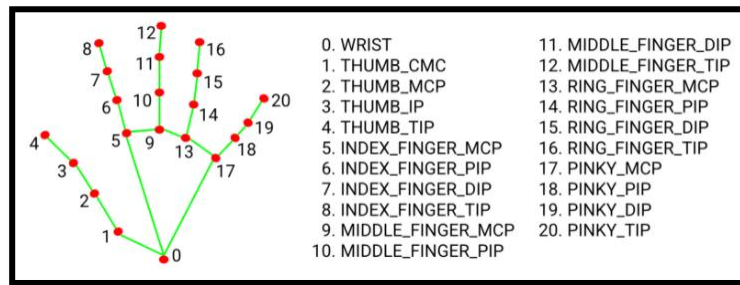 12
8
16
11
7
15
20
10
6
14
19
4
5
9
13
18
3
17
2
1
0
0. WRIST
1. THUMB_CMC
2. THUMB_MCP
3. THUMB_IP
4. THUMB_TIP
5. INDEX_FINGER_MCP
6. INDEX_FINGER_PIP
7. INDEX_FINGER_DIP
8. INDEX_FINGER_TIP
9. MIDDLE_FINGER_MCP
10. MIDDLE_FINGER_PIP
11. MIDDLE_FINGER_DIP
12. MIDDLE_FINGER_TIP
13. RING_FINGER_MCP
14. RING_FINGER_PIP
15. RING_FINGER_DIP
16. RING_FINGER_TIP
17. PINKY_MCP
18. PINKY_PIP
19. PINKY_DIP
20. PINKY_TIP